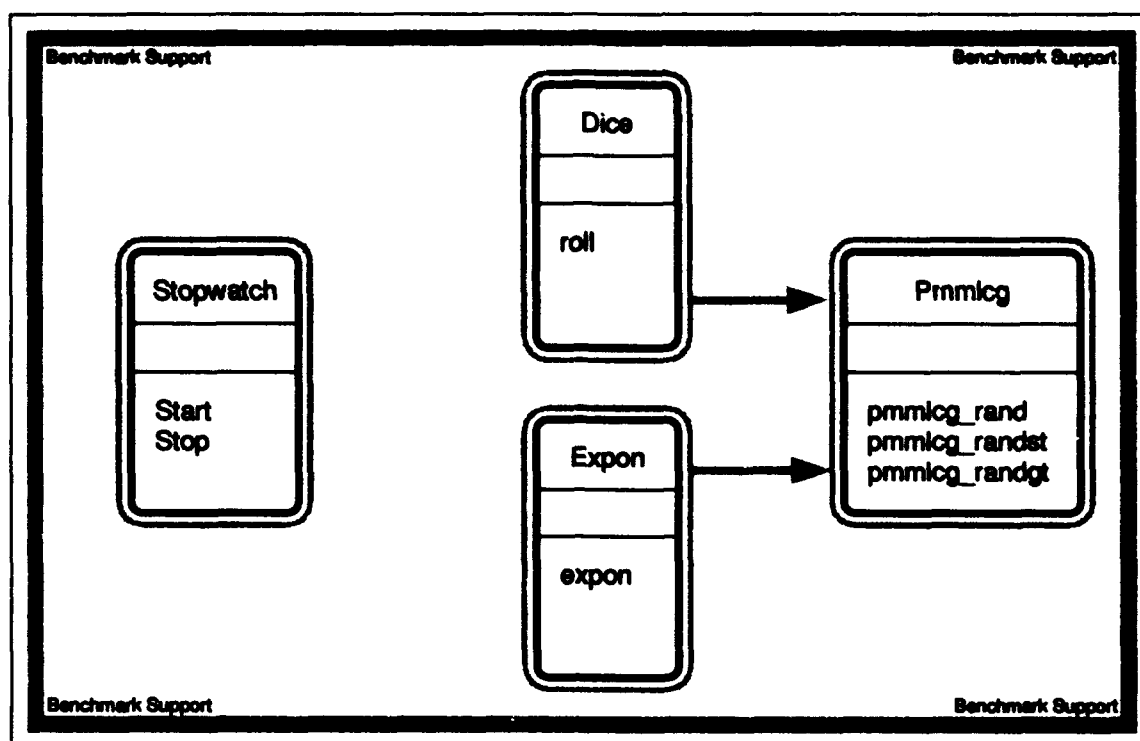 Benchmark Support
Benchmark Support
Dice
roll
Stopwatch
Start
Stop
Pmmlcg
pmmlcg_rand
pmmlcg_randst
pmmlcg_randgt
Expon
expon
Benchmark Support
Benchmark Support